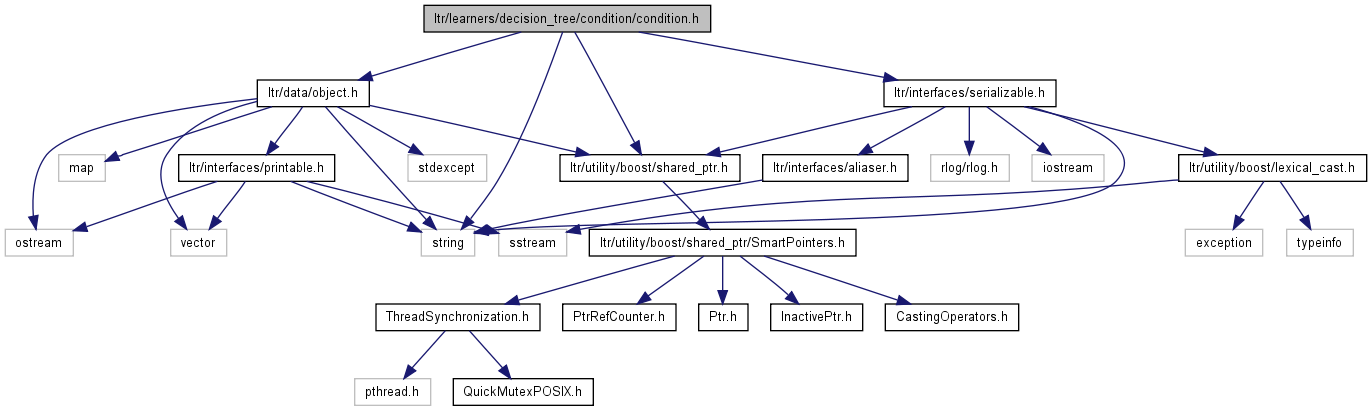 ltr/learners/decision_tree/condition/condition.h
ltr/data/object.h
ltr/interfaces/serializable.h
map
ltr/interfaces/printable.h
stdexcept
ltr/utility/boost/shared_ptr.h
ltr/interfaces/aliaser.h
rlog/rlog.h
iostream
ltr/utility/boost/lexical_cast.h
ostream
vector
string
sstream
ltr/utility/boost/shared_ptr/SmartPointers.h
exception
typeinfo
ThreadSynchronization.h
PtrRefCounter.h
Ptr.h
InactivePtr.h
CastingOperators.h
pthread.h
QuickMutexPOSIX.h